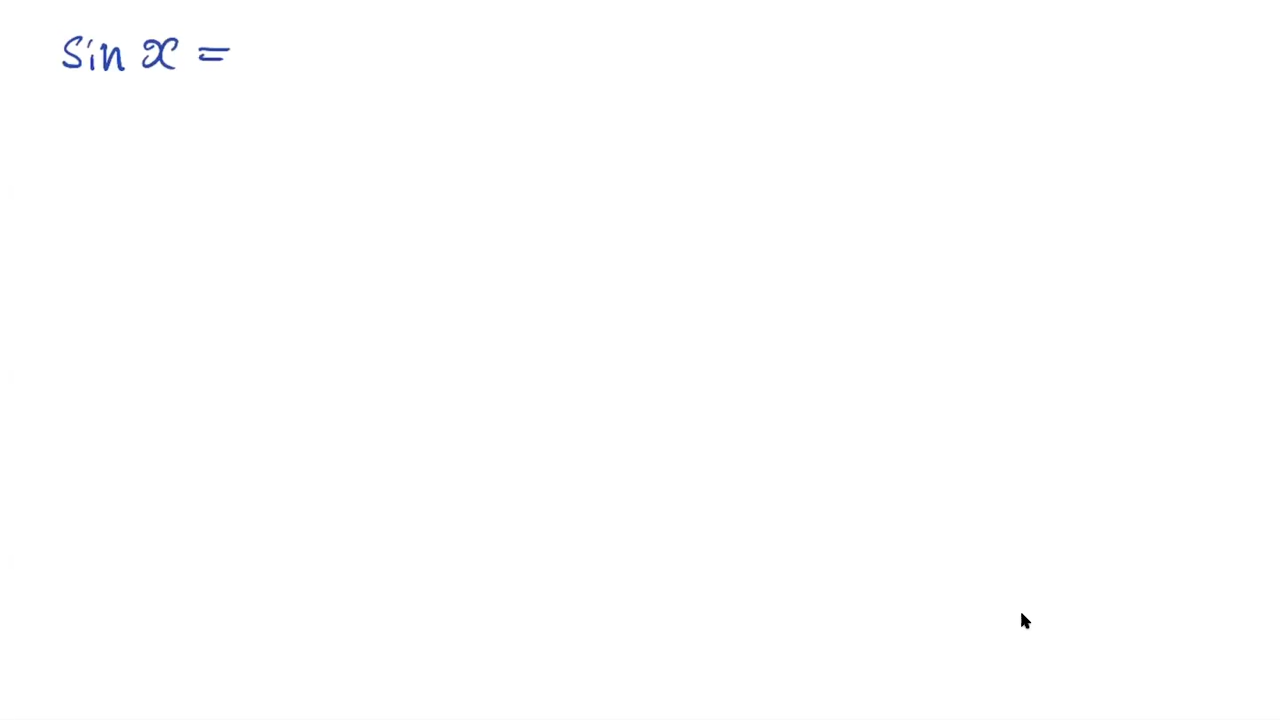 sin x =